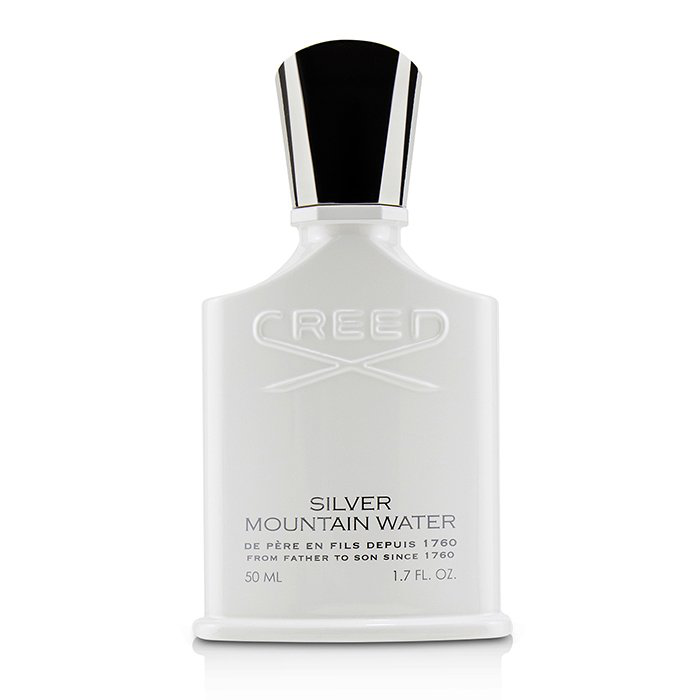 CREED
SILVER
MOUNTAIN WATER
DE PÈRE EN FILS DEPUIS 1760
FROM FATHER TO SON SINCE 1760
50 ML 1.7 FL. OZ.